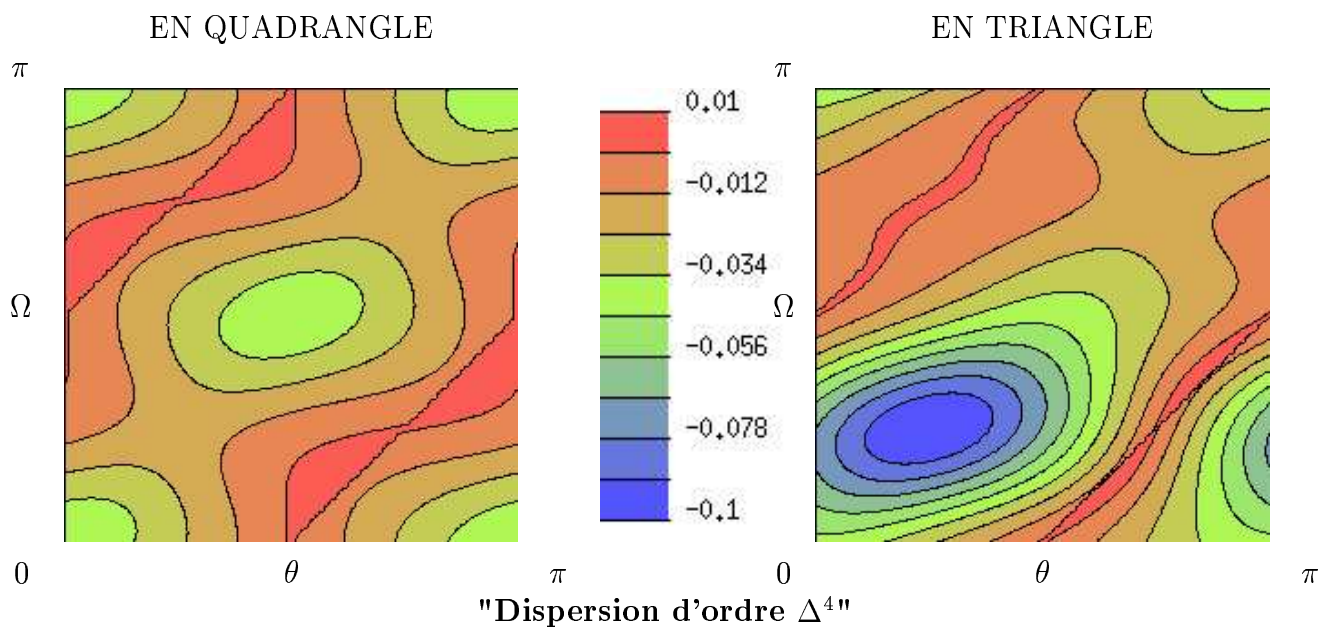 EN QUADRANGLE
EN TRIANGLE
π
π
0.01
-0.012
-0.034
-0.056
-0.078
-0.1
Ω
Ω
0
θ
π
0
θ
π
"Dispersion d'ordre Δ⁴"